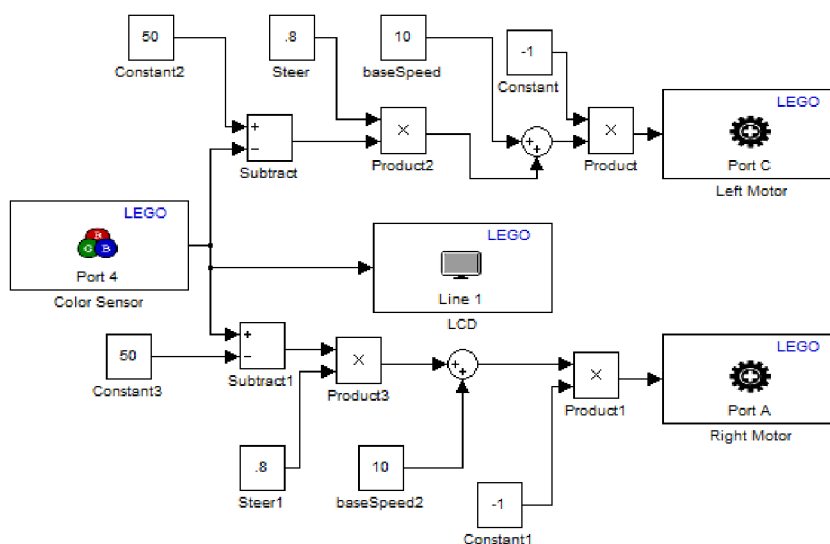 50
Constant2
.8
Steer
10
baseSpeed
-1
Constant
LEGO
Port C
Left Motor
+
−
Subtract
×
Product2
+
+
×
Product
LEGO
R
G
B
Port 4
Color Sensor
LEGO
Line 1
LCD
50
Constant3
+
−
Subtract1
×
Product3
+
+
×
Product1
LEGO
Port A
Right Motor
.8
Steer1
10
baseSpeed2
-1
Constant1